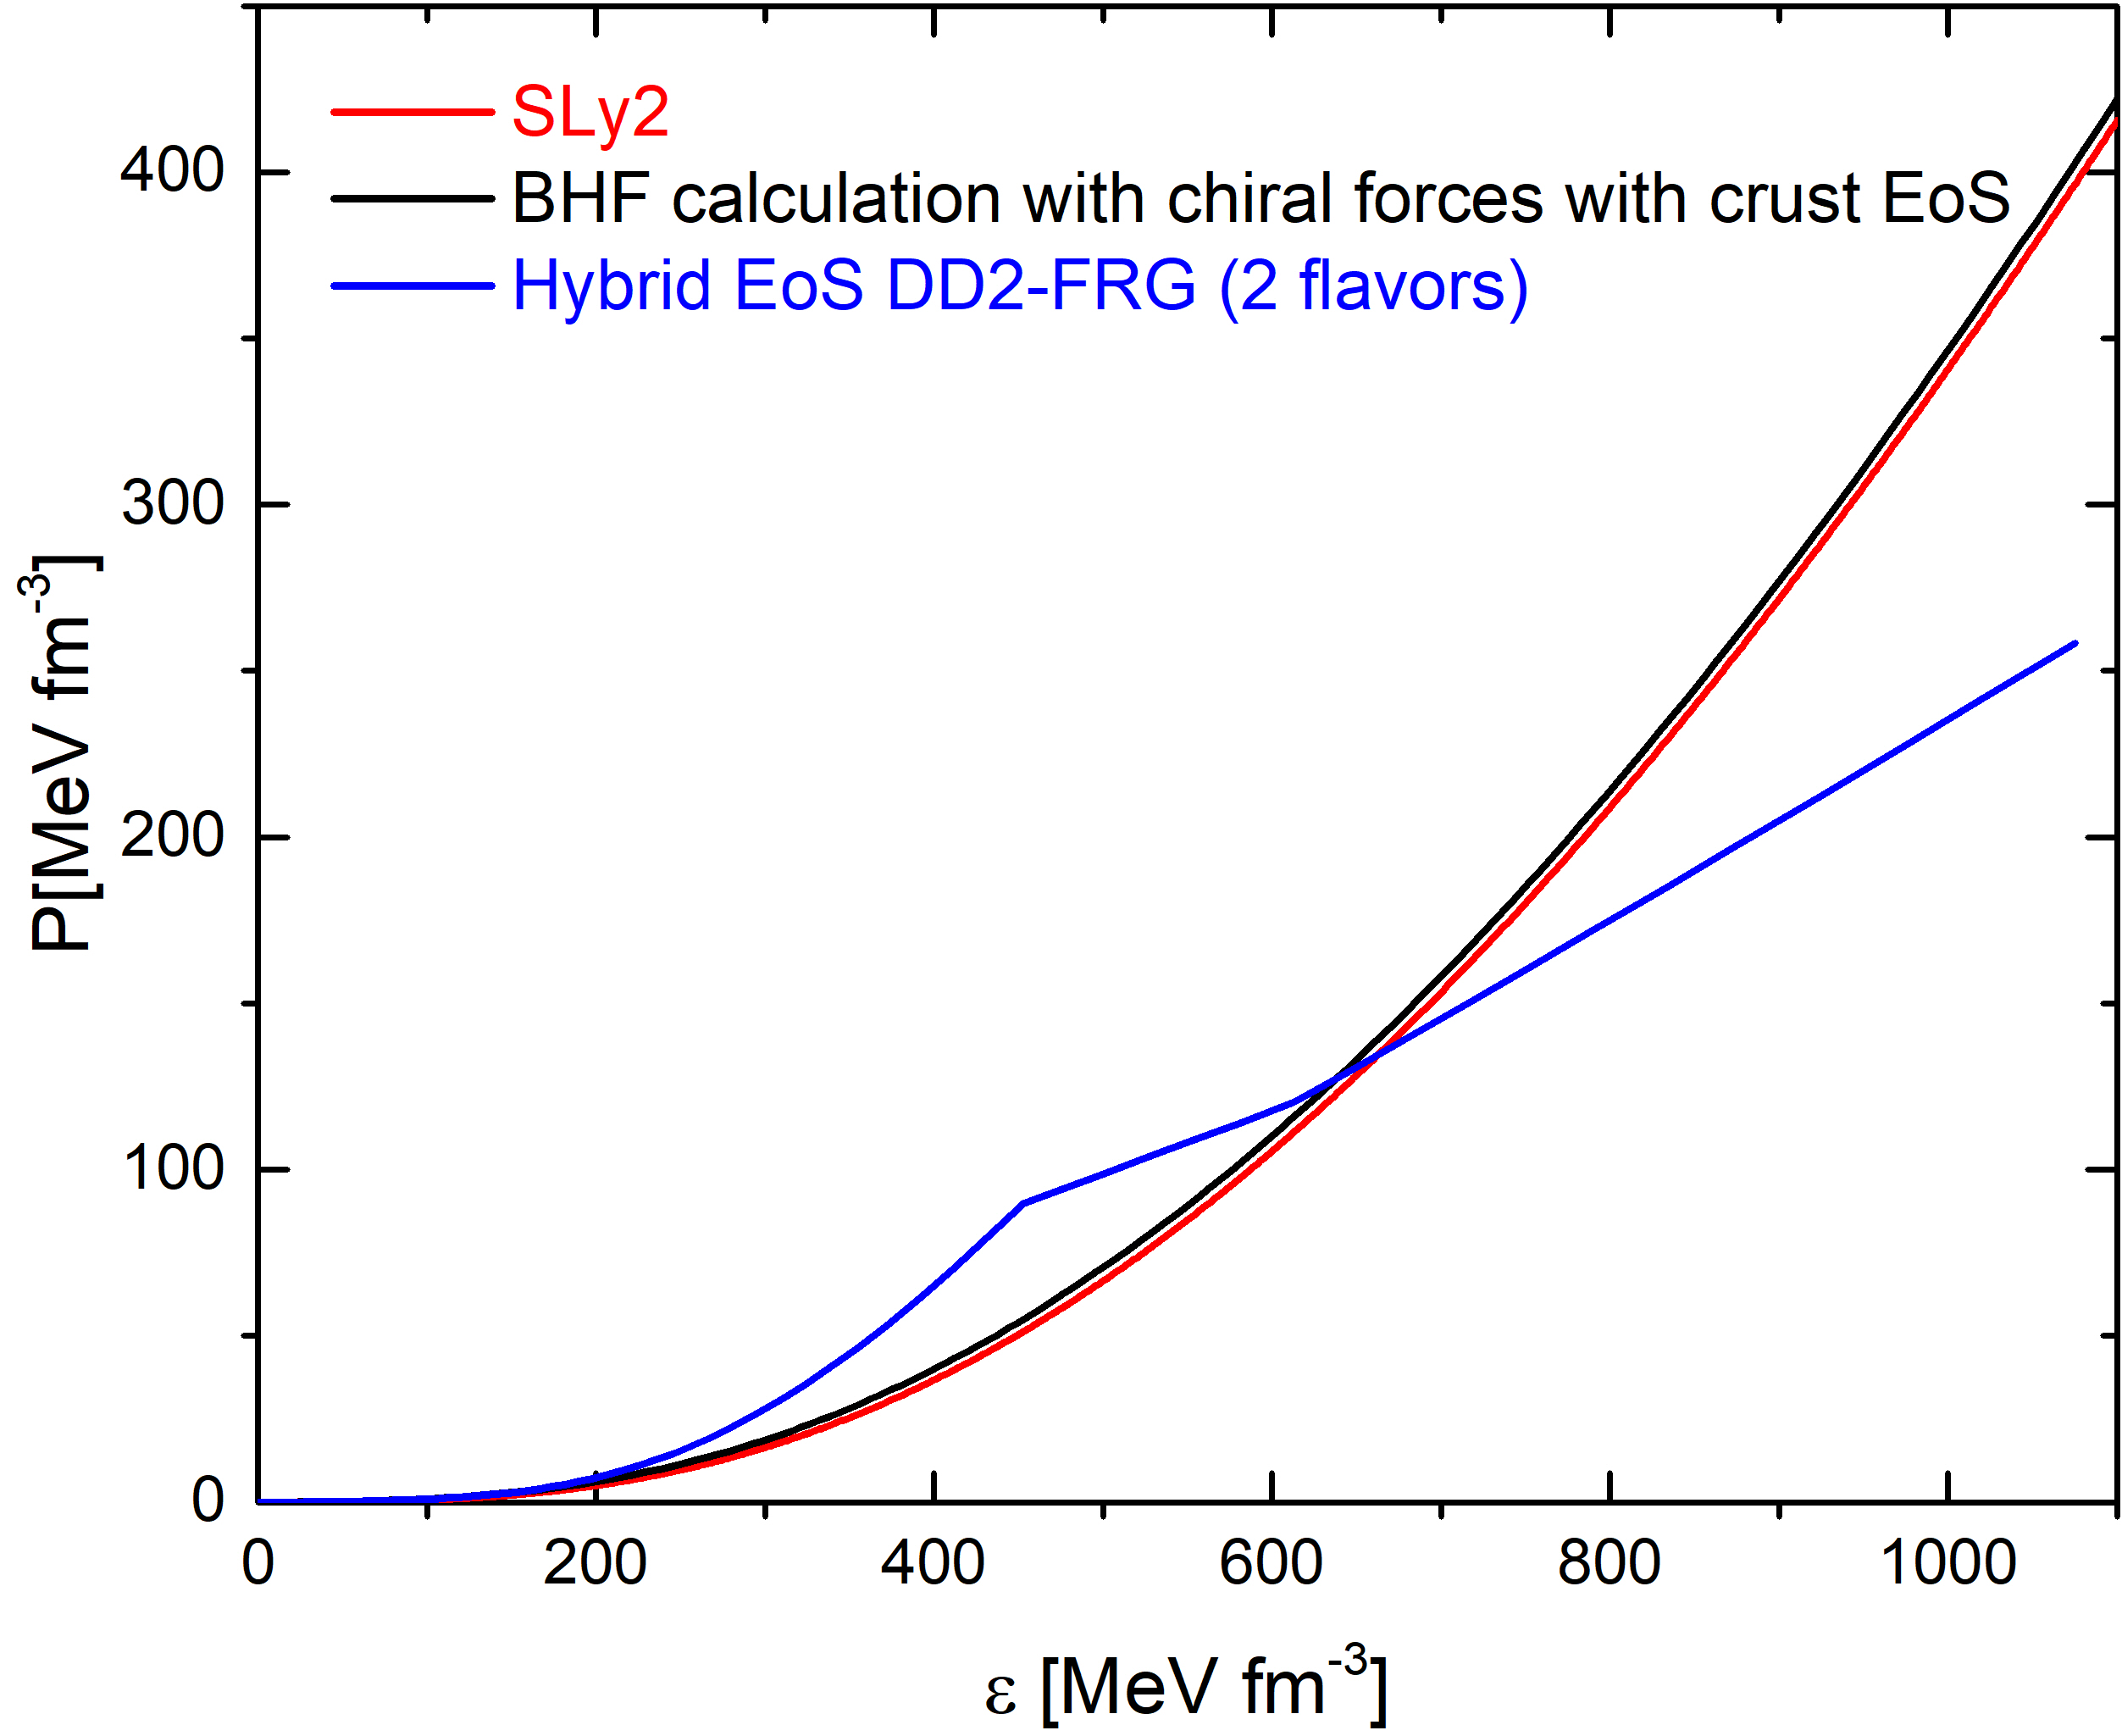 SLy2
BHF calculation with chiral forces with crust EoS
Hybrid EoS DD2-FRG (2 flavors)
400
300
200
100
0
P[MeV fm-3]
0 200 400 600 800 1000
ε [MeV fm-3]